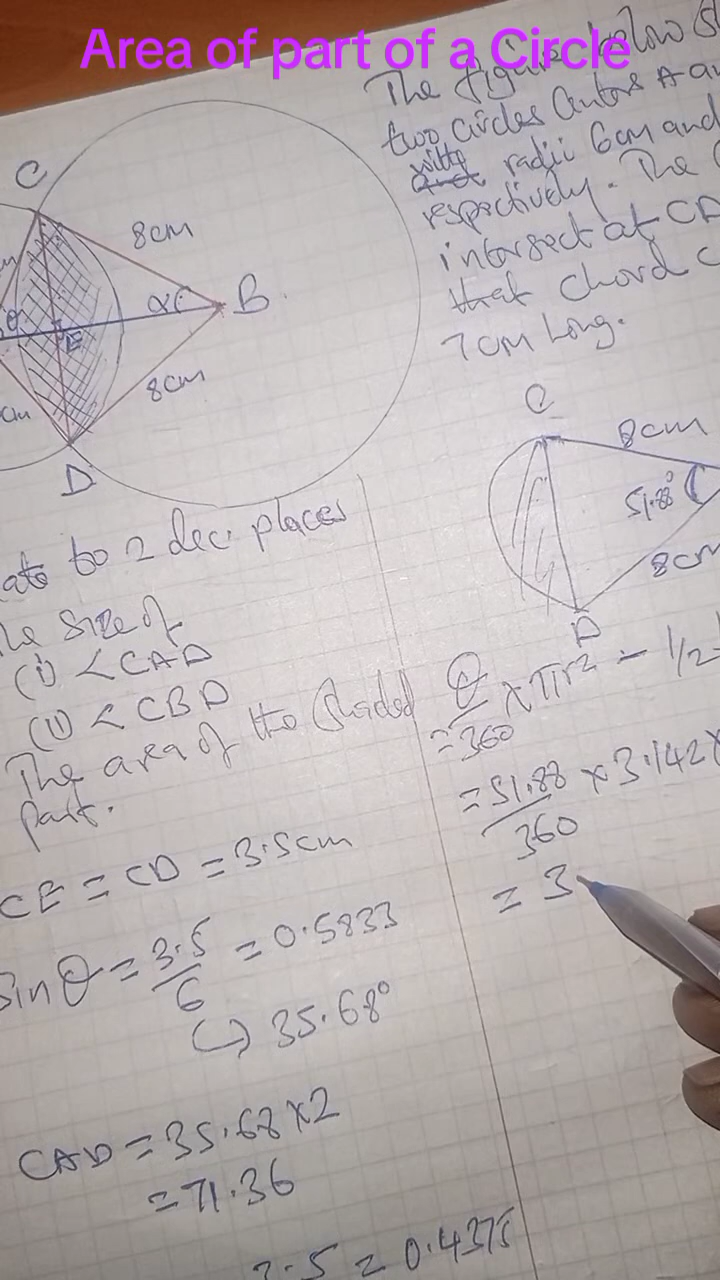 Area of part of a Circle
The figure below
two circles Centers A
with radii 6cm and
respectively. The
intersect at CD
that chord
7cm long.
C
8cm
θ
E
α
B
8cm
D
C
8cm
51.88°
8cm
D
to 2 dec. places
Size of
(i) <CAD
(ii) <CBD
The area of the Shaded
part.
CE = CD = 3.5cm
Sin θ = 3.5/6 = 0.5833
↳ 35.68°
CAD = 35.68 x 2
= 71.36
3.5 = 0.4375
= θ/360 x πr² - 1/2
= 51.88/360 x 3.142 x
= 3